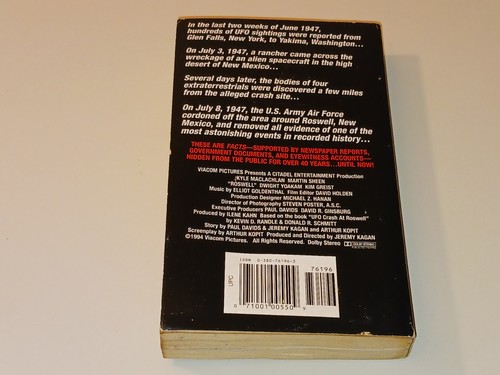 In the last two weeks of June 1947,
hundreds of UFO sightings were reported from
Glen Falls, New York, to Yakima, Washington...
On July 3, 1947, a rancher came across the
wreckage of an alien spacecraft in the high
desert of New Mexico...
Several days later, the bodies of four
extraterrestrials were discovered a few miles
from the alleged crash site...
On July 8, 1947, the U.S. Army Air Force
cordoned off the area around Roswell, New
Mexico, and removed all evidence of one of the
most astonishing events in recorded history...
THESE ARE FACTS—SUPPORTED BY NEWSPAPER REPORTS,
GOVERNMENT DOCUMENTS, AND EYEWITNESS ACCOUNTS—
HIDDEN FROM THE PUBLIC FOR OVER 40 YEARS...UNTIL NOW!
VIACOM PICTURES Presents A CITADEL ENTERTAINMENT Production
KYLE MACLACHLAN MARTIN SHEEN
"ROSWELL" DWIGHT YOAKAM KIM GREIST
Music by ELLIOT GOLDENTHAL Film Editor DAVID HOLDEN
Production Designer MICHAEL Z. HANAN
Director of Photography STEVEN POSTER, A.S.C.
Executive Producers PAUL DAVIDS DAVID R. GINSBURG
Produced by ILENE KAHN Based on the book "UFO Crash At Roswell"
by KEVIN D. RANDLE & DONALD R. SCHMITT
Story by PAUL DAVIDS & JEREMY KAGAN and ARTHUR KOPIT
Screenplay by ARTHUR KOPIT Produced and Directed by JEREMY KAGAN
©1994 Viacom Pictures. All Rights Reserved. Dolby Stereo
ISBN 0-380-76196-3
76196
UPC
0 71001 00550 9